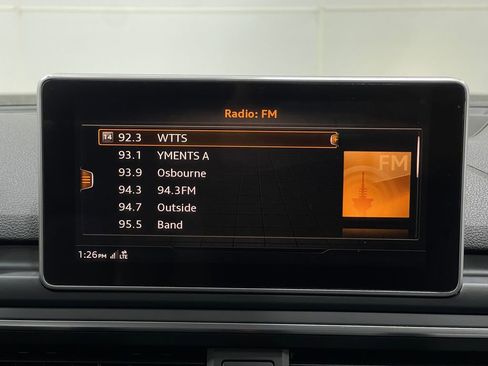 Radio: FM
T4 92.3 WTTS
93.1 YMENTS A
93.9 Osbourne
94.3 94.3FM
94.7 Outside
95.5 Band
FM
1:26PM LTE